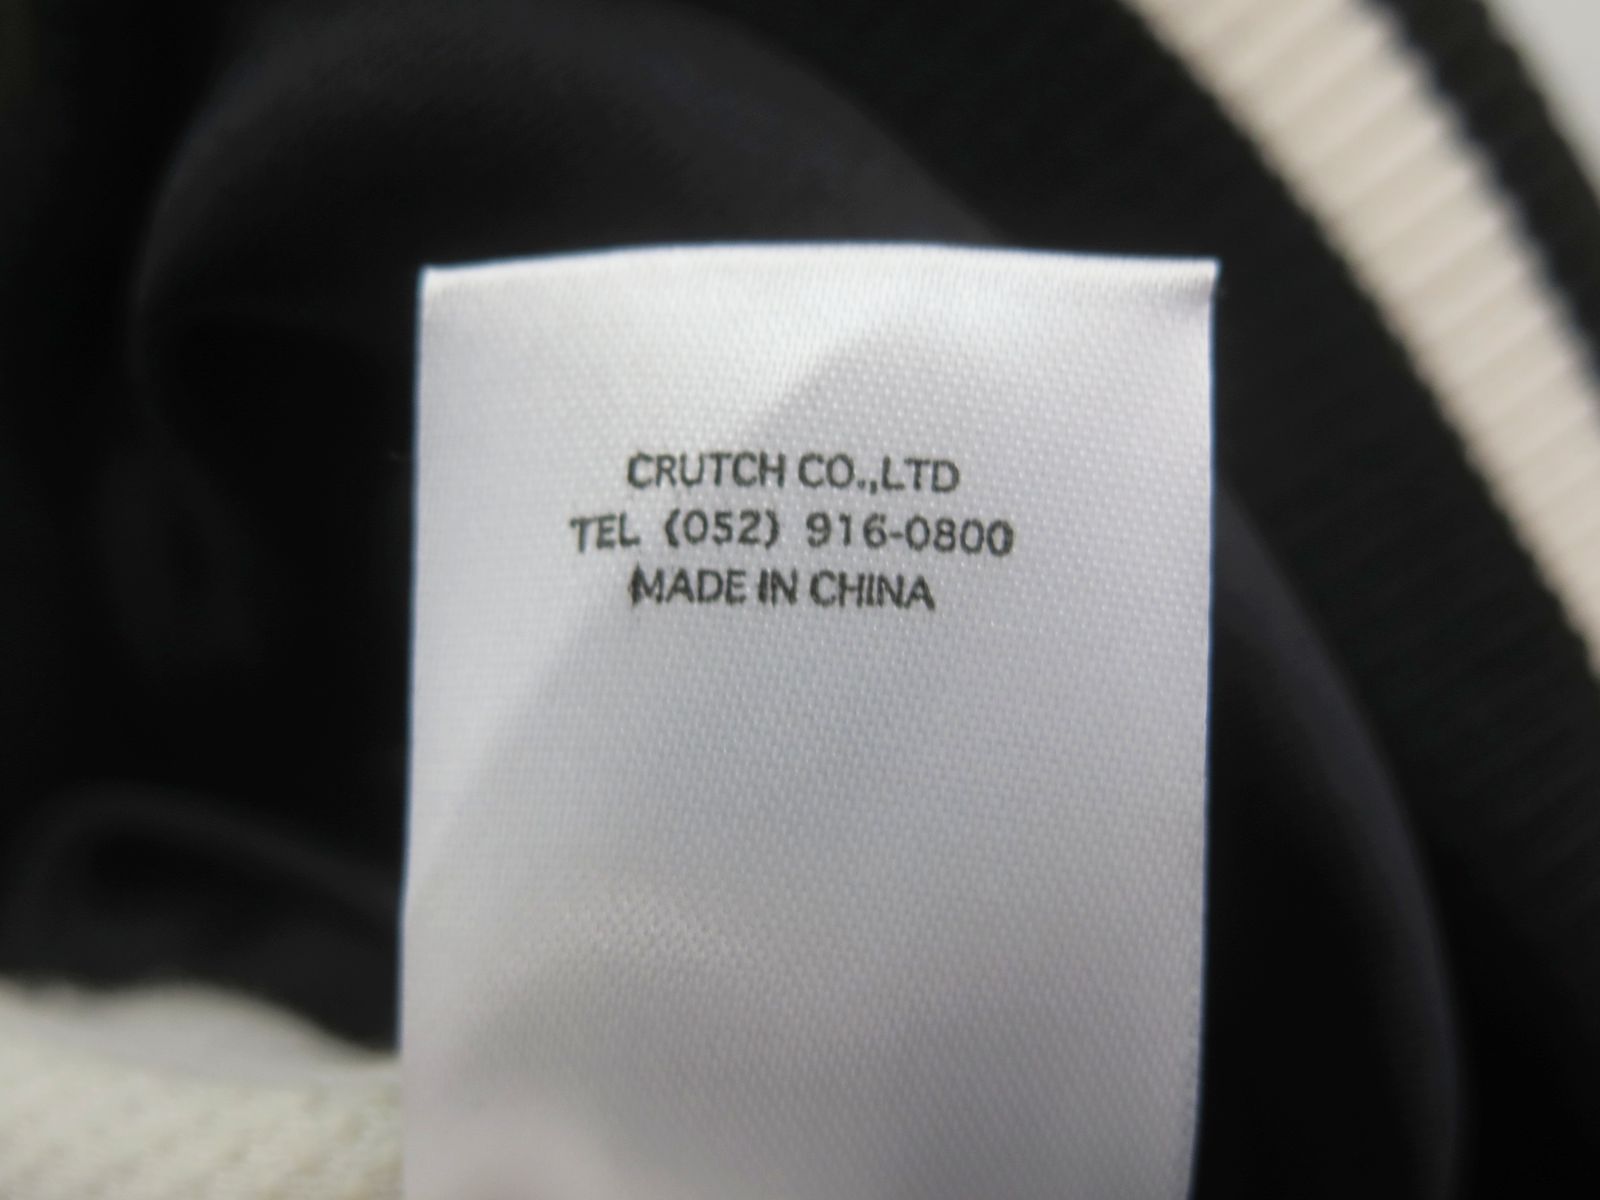 CRUTCH CO.,LTD
TEL (052) 916-0800
MADE IN CHINA